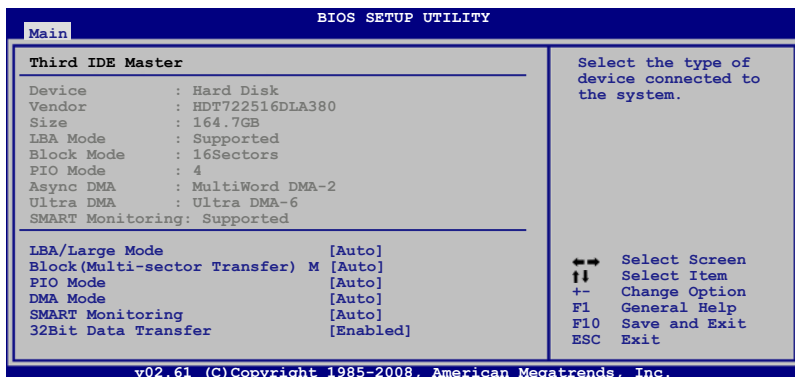 BIOS SETUP UTILITY
Main
Third IDE Master
Device : Hard Disk
Vendor : HDT722516DLA380
Size : 164.7GB
LBA Mode : Supported
Block Mode : 16Sectors
PIO Mode : 4
Async DMA : MultiWord DMA-2
Ultra DMA : Ultra DMA-6
SMART Monitoring: Supported
LBA/Large Mode [Auto]
Block(Multi-sector Transfer) M [Auto]
PIO Mode [Auto]
DMA Mode [Auto]
SMART Monitoring [Auto]
32Bit Data Transfer [Enabled]
Select the type of
device connected to
the system.
←→ Select Screen
↑↓ Select Item
+- Change Option
F1 General Help
F10 Save and Exit
ESC Exit
v02.61 (C)Copyright 1985-2008, American Megatrends, Inc.